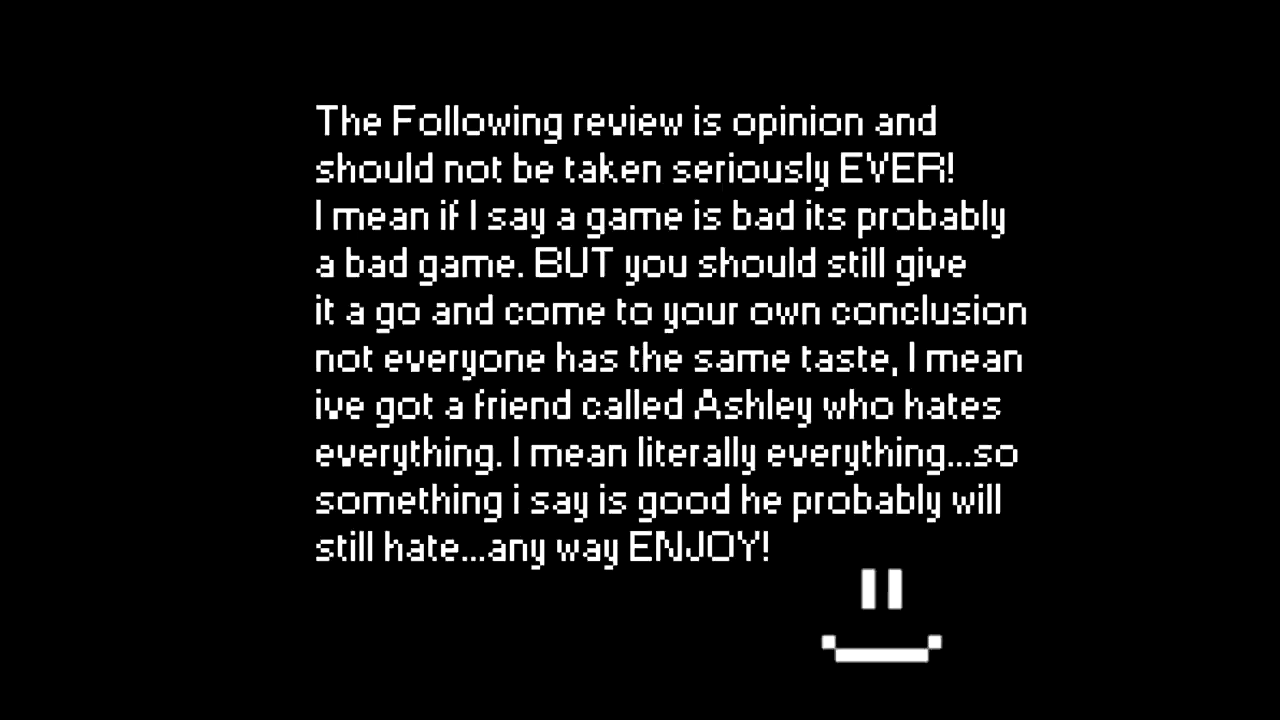 The Following review is opinion and
should not be taken seriously EVER!
I mean if I say a game is bad its probably
a bad game. BUT you should still give
it a go and come to your own conclusion
not everyone has the same taste, I mean
ive got a friend called Ashley who hates
everything. I mean literally everything...so
something i say is good he probably will
still hate...any way ENJOY!